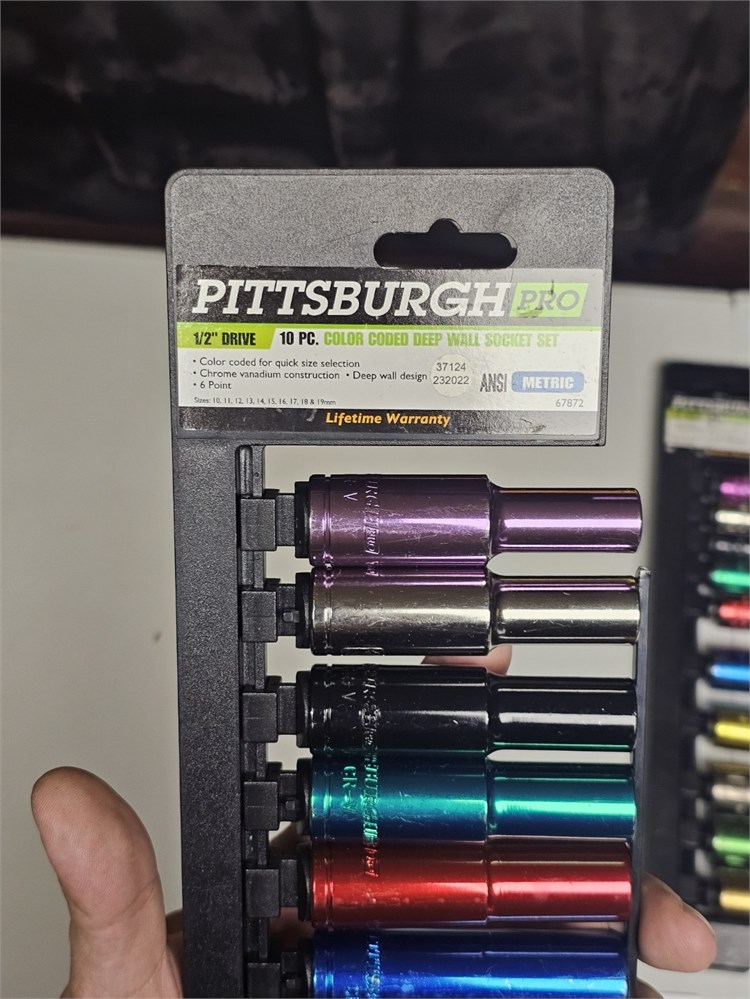 PITTSBURGH PRO
1/2" DRIVE 10 PC. COLOR CODED DEEP WALL SOCKET SET
• Color coded for quick size selection
• Chrome vanadium construction • Deep wall design
• 6 Point
37124
232022
ANSI METRIC
Sizes: 10, 11, 12, 13, 14, 15, 16, 17, 18 & 19mm
67872
Lifetime Warranty
CR-V